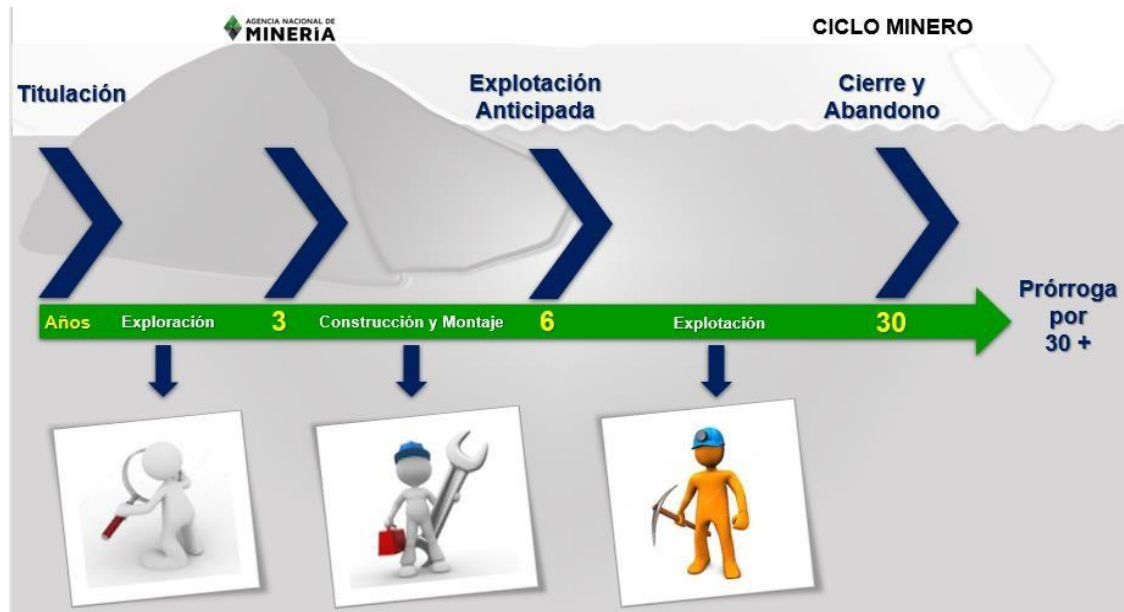 AGENCIA NACIONAL DE
MINERÍA
CICLO MINERO
Titulación
Explotación
Anticipada
Cierre y
Abandono
Años
Exploración
3
Construcción y Montaje
6
Explotación
30
Prórroga
por
30 +